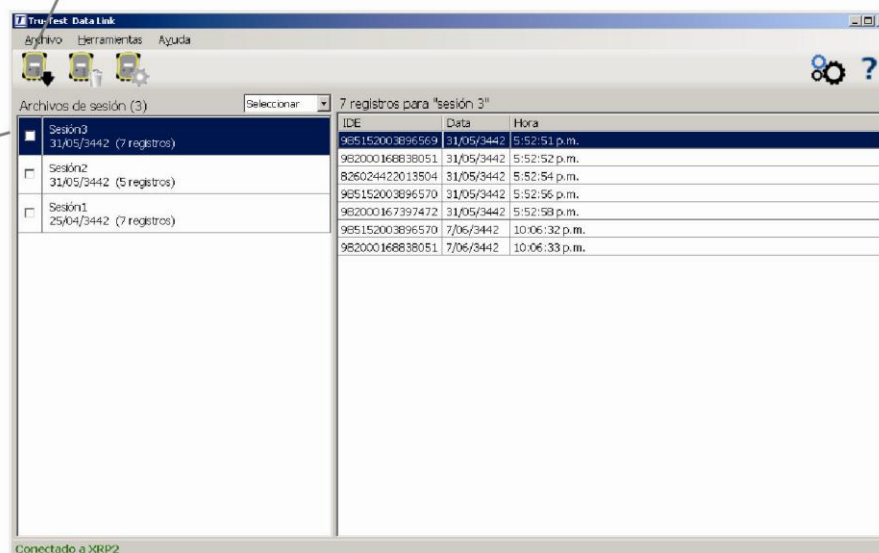 Tru-Test Data Link
Archivo Herramientas Ayuda
?
Archivos de sesión (3) Seleccionar
Sesión3
31/05/3442 (7 registros)
Sesión2
31/05/3442 (5 registros)
Sesión1
25/04/3442 (7 registros)
7 registros para "sesión 3"
IDE Data Hora
985152003896569 31/05/3442 5:52:51 p.m.
982000168838051 31/05/3442 5:52:52 p.m.
826024422013504 31/05/3442 5:52:54 p.m.
985152003896570 31/05/3442 5:52:56 p.m.
982000167397472 31/05/3442 5:52:58 p.m.
985152003896570 7/06/3442 10:06:32 p.m.
982000168838051 7/06/3442 10:06:33 p.m.
Conectado a XRP2